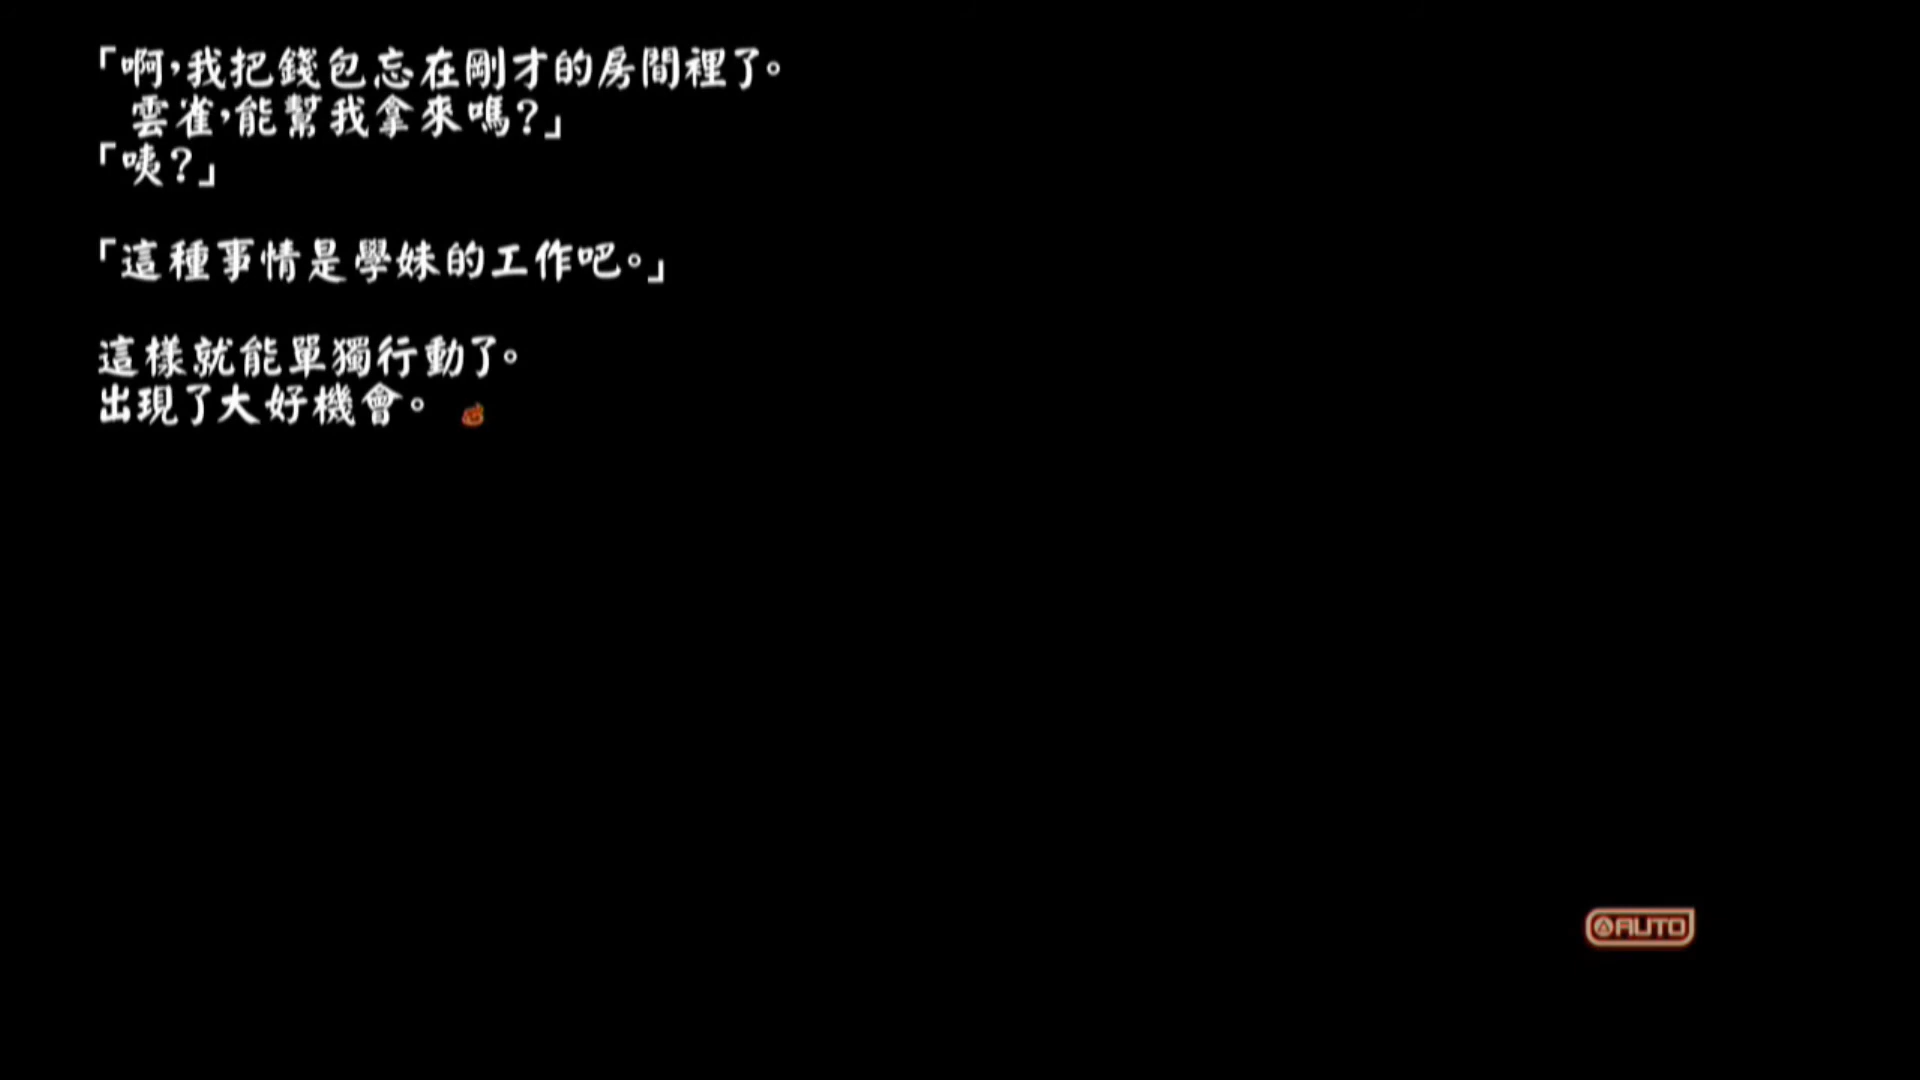 「啊,我把錢包忘在剛才的房間裡了。
雲雀,能幫我拿來嗎?」
「咦?」
「這種事情是學妹的工作吧。」
這樣就能單獨行動了。
出現了大好機會。
AUTO